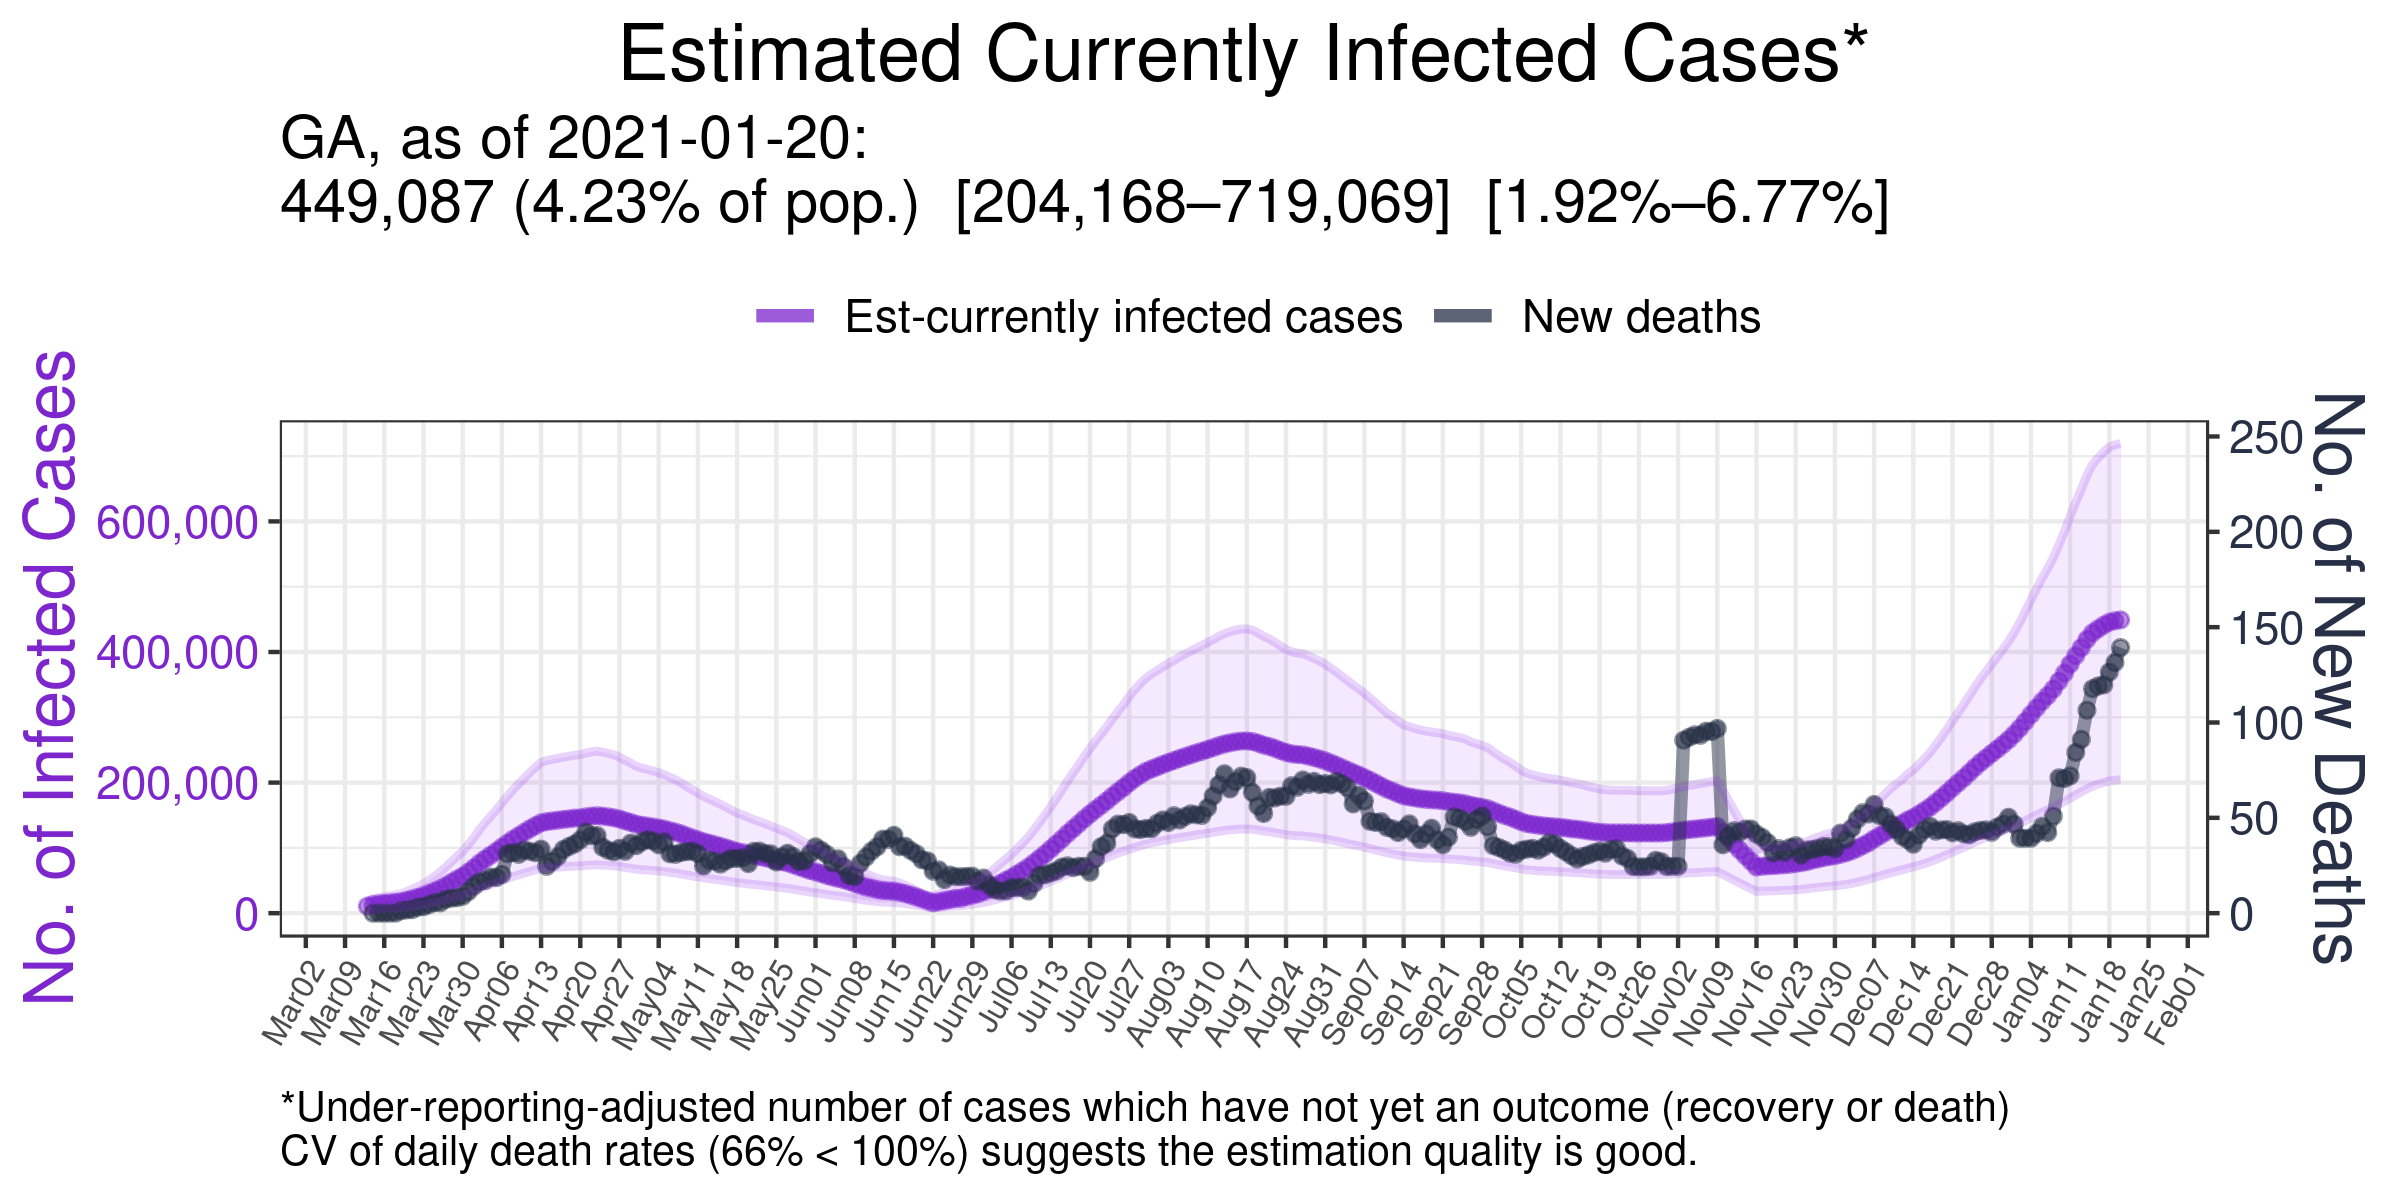 Estimated Currently Infected Cases*
GA, as of 2021-01-20:
449,087 (4.23% of pop.)  [204,168–719,069]  [1.92%–6.77%]
Est-currently infected cases
New deaths
No. of Infected Cases
600,000
400,000
200,000
0
250
200
150
100
50
0
No. of New Deaths
Mar02
Mar09
Mar16
Mar23
Mar30
Apr06
Apr13
Apr20
Apr27
May04
May11
May18
May25
Jun01
Jun08
Jun15
Jun22
Jun29
Jul06
Jul13
Jul20
Jul27
Aug03
Aug10
Aug17
Aug24
Aug31
Sep07
Sep14
Sep21
Sep28
Oct05
Oct12
Oct19
Oct26
Nov02
Nov09
Nov16
Nov23
Nov30
Dec07
Dec14
Dec21
Dec28
Jan04
Jan11
Jan18
Jan25
Feb01
*Under-reporting-adjusted number of cases which have not yet an outcome (recovery or death)
CV of daily death rates (66% < 100%) suggests the estimation quality is good.